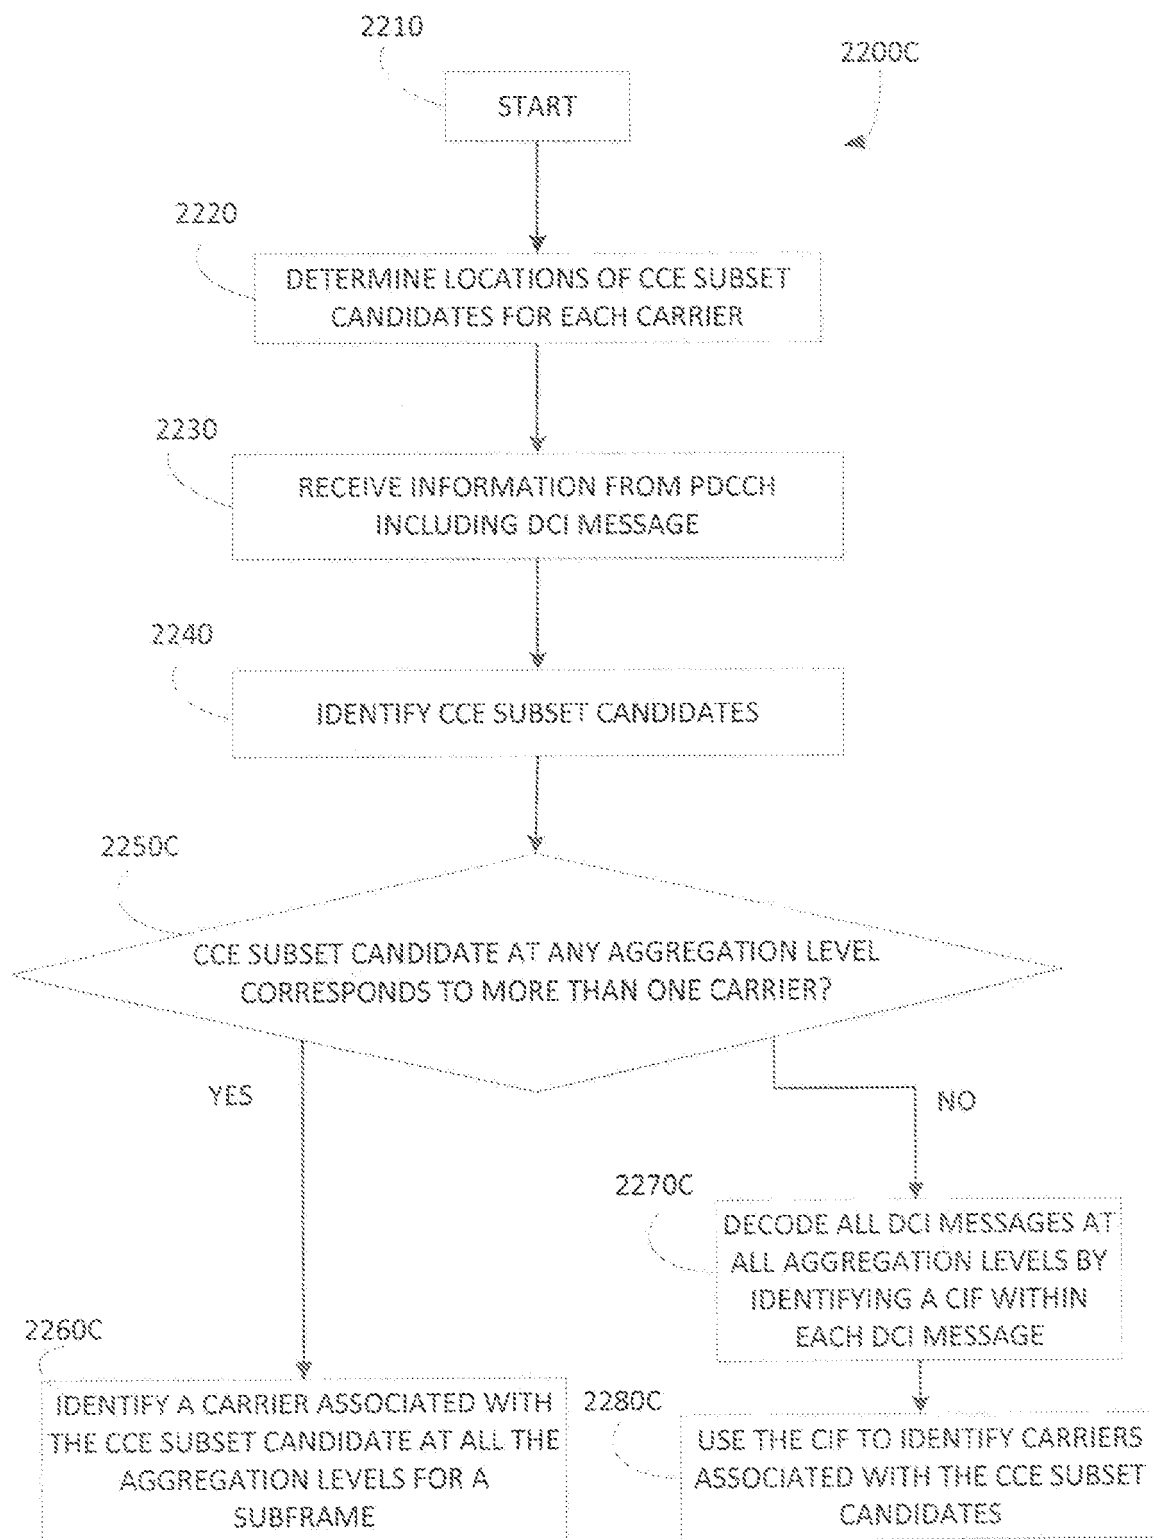 2210
2200C
START
2220
DETERMINE LOCATIONS OF CCE SUBSET
CANDIDATES FOR EACH CARRIER
2230
RECEIVE INFORMATION FROM PDCCH
INCLUDING DCI MESSAGE
2240
IDENTIFY CCE SUBSET CANDIDATES
2250C
CCE SUBSET CANDIDATE AT ANY AGGREGATION LEVEL
CORRESPONDS TO MORE THAN ONE CARRIER?
YES
NO
2270C
DECODE ALL DCI MESSAGES AT
ALL AGGREGATION LEVELS BY
IDENTIFYING A CIF WITHIN
EACH DCI MESSAGE
2260C
IDENTIFY A CARRIER ASSOCIATED WITH
THE CCE SUBSET CANDIDATE AT ALL THE
AGGREGATION LEVELS FOR A
SUBFRAME
2280C
USE THE CIF TO IDENTIFY CARRIERS
ASSOCIATED WITH THE CCE SUBSET
CANDIDATES